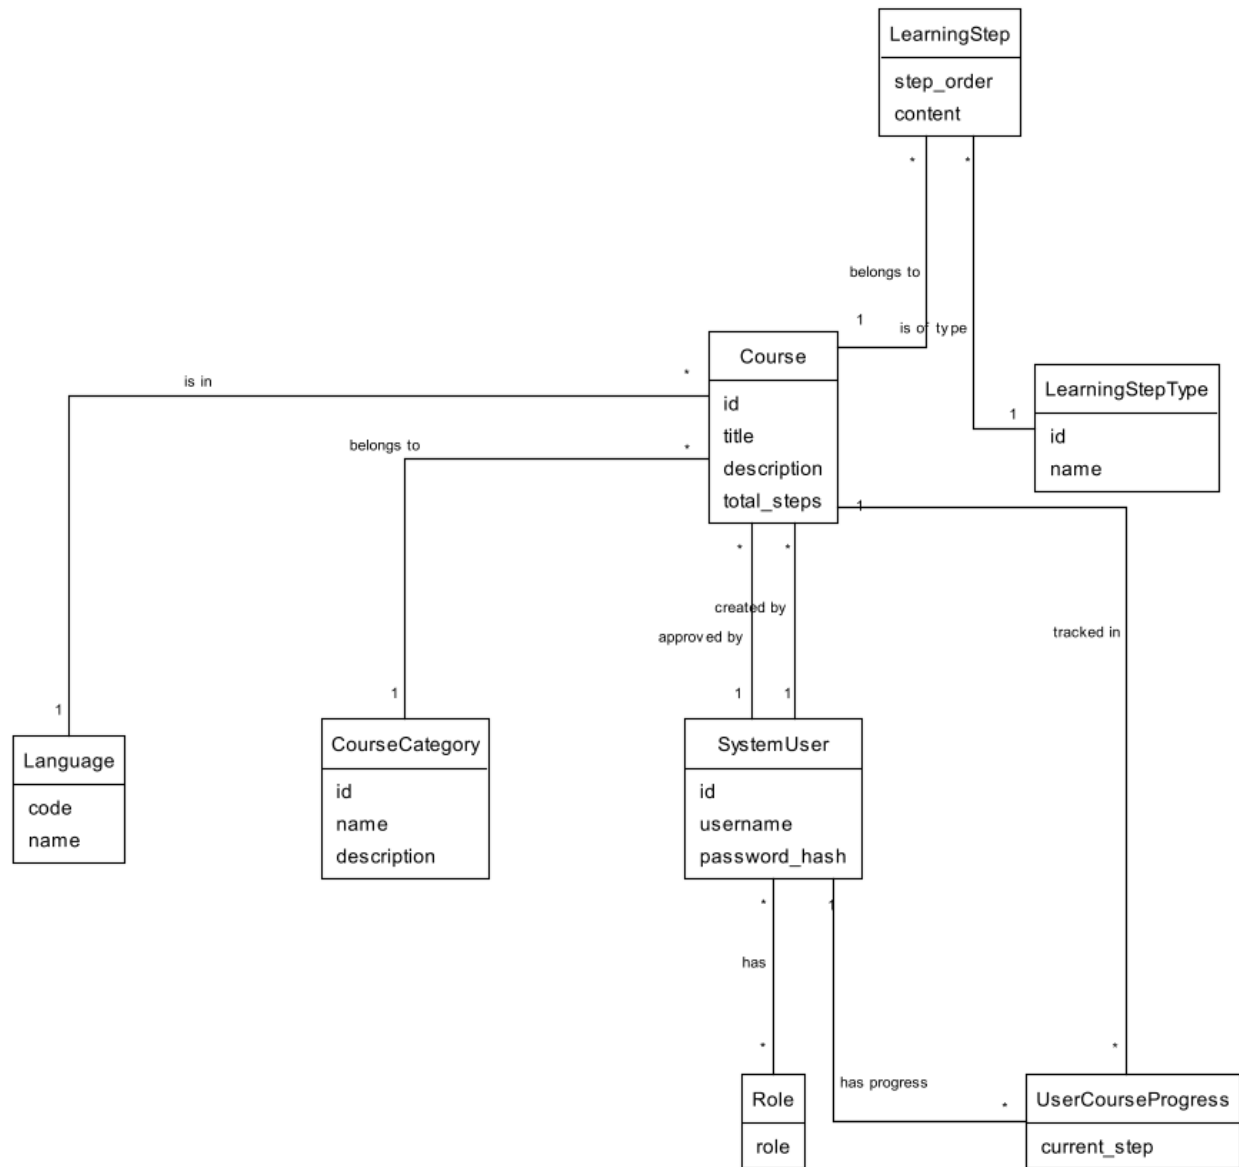 LearningStep
step_order
content
*
*
belongs to
1
is of type
Course
id
title
description
total_steps
*
is in
*
belongs to
LearningStepType
id
name
1
1
*
*
created by
approved by
tracked in
1
1
1
1
Language
code
name
CourseCategory
id
name
description
SystemUser
id
username
password_hash
*
1
has
*
*
has progress
*
Role
role
UserCourseProgress
current_step